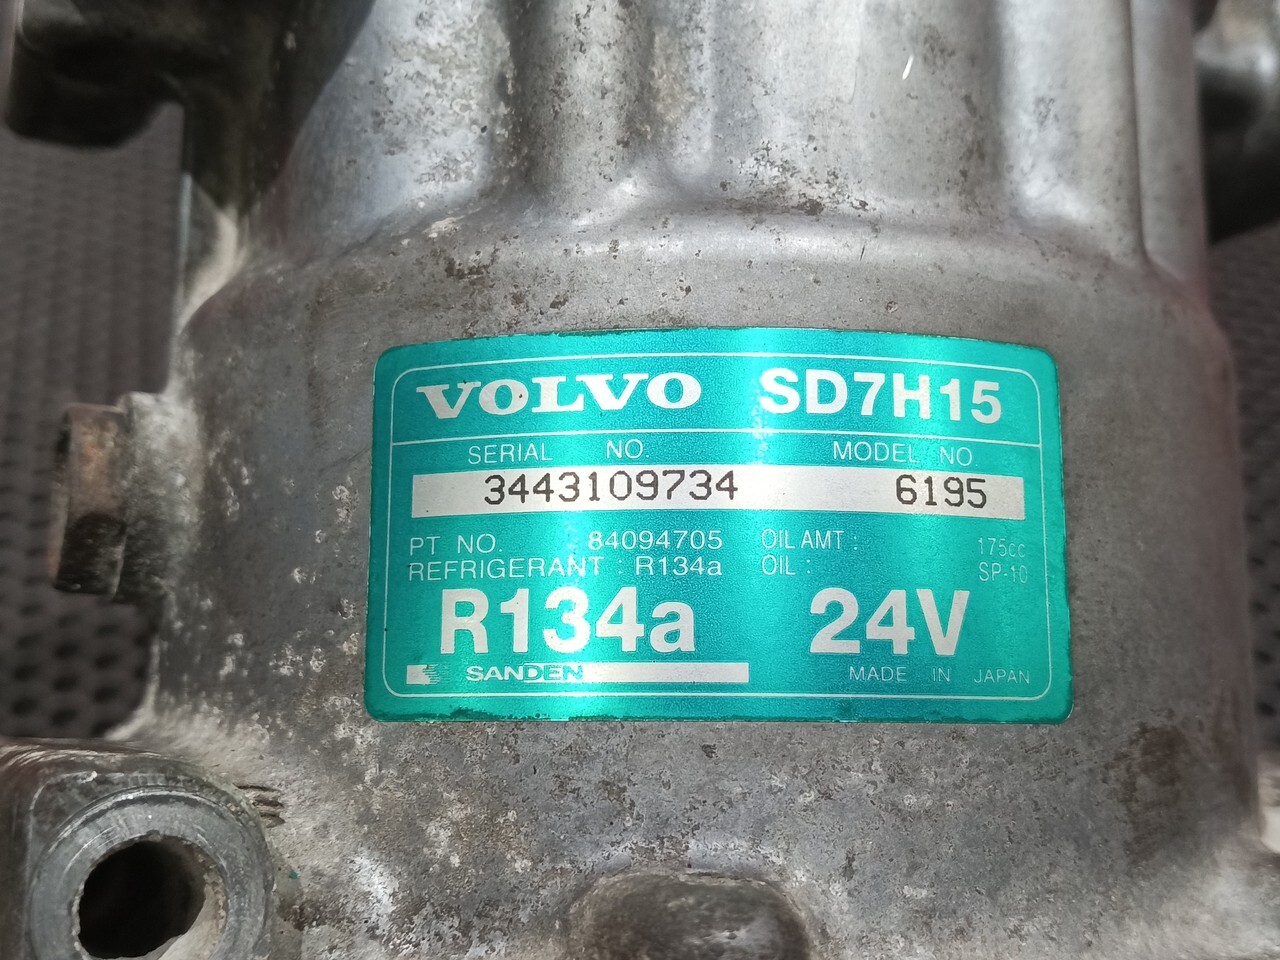 VOLVO SD7H15
SERIAL NO. MODEL NO.
3443109734 6195
PT NO. 84094705 OIL AMT : 175cc
REFRIGERANT : R134a OIL : SP-10
R134a 24V
SANDEN MADE IN JAPAN